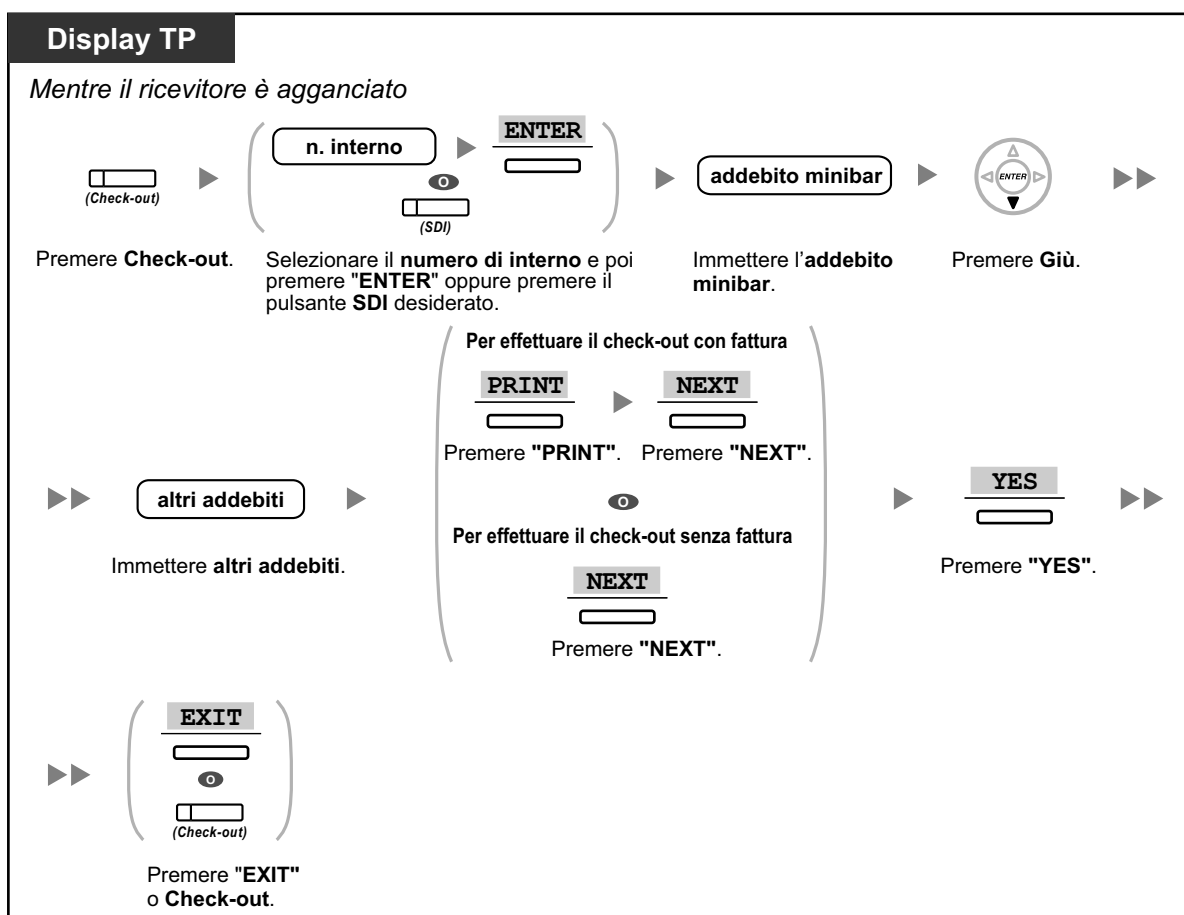 Display TP
Mentre il ricevitore è agganciato
(Check-out)
n. interno
ENTER
O
(SDI)
addebito minibar
ENTER
Premere Check-out.
Selezionare il numero di interno e poi
premere "ENTER" oppure premere il
pulsante SDI desiderato.
Immettere l'addebito
minibar.
Premere Giù.
altri addebiti
Immettere altri addebiti.
Per effettuare il check-out con fattura
PRINT
NEXT
Premere "PRINT".
Premere "NEXT".
O
Per effettuare il check-out senza fattura
NEXT
Premere "NEXT".
YES
Premere "YES".
EXIT
O
(Check-out)
Premere "EXIT"
o Check-out.